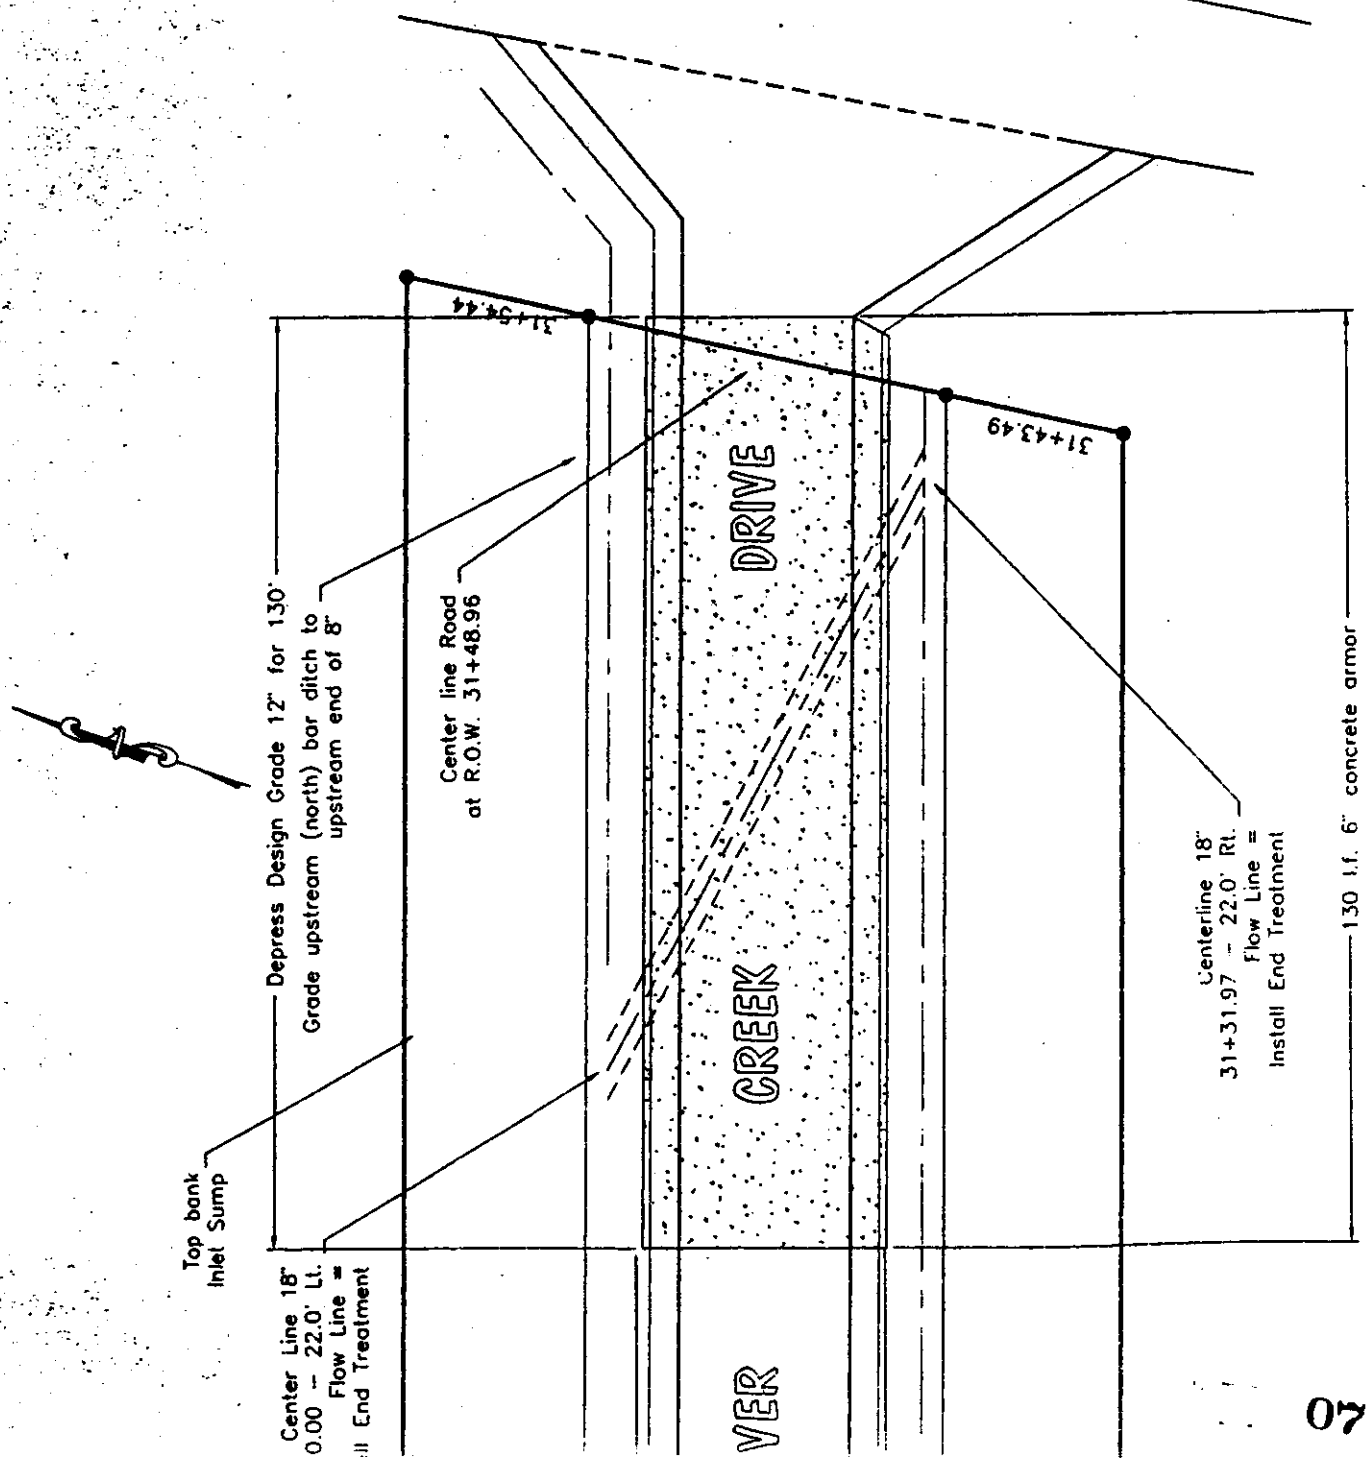 31+54.44
31+43.49
Depress Design Grade 12" for 130'
Grade upstream (north) bar ditch to
upstream end of 8"
Center line Road
at R.O.W. 31+48.96
DRIVE
CREEK
VER
Top bank
Inlet Sump
Center Line 18"
0.00 – 22.0' Lt.
Flow Line =
ll End Treatment
Centerline 18"
31+31.97 – 22.0' Rt.
Flow Line =
Install End Treatment
130 l.f. 6" concrete armor
07